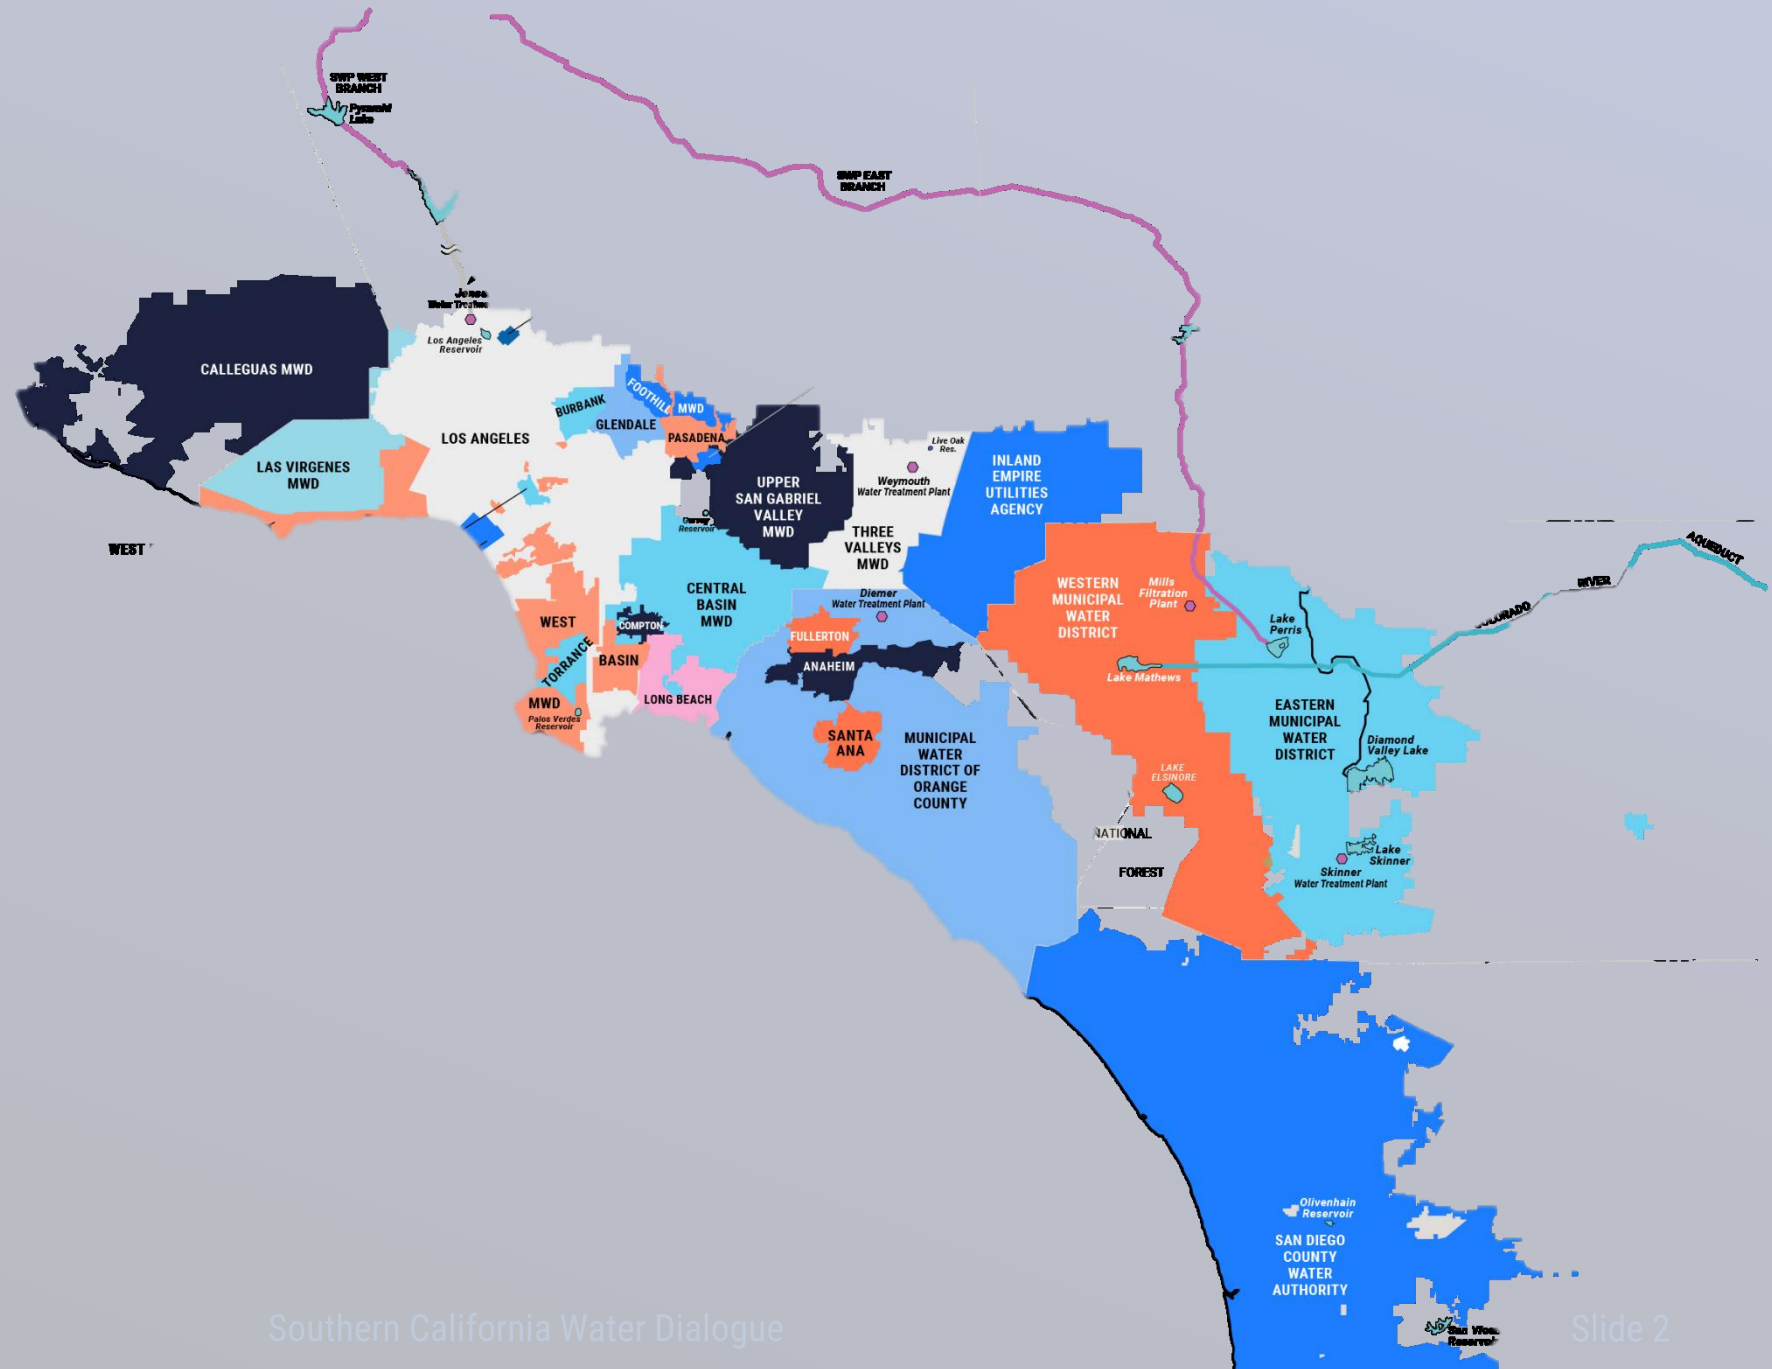 SWP WEST
BRANCH
Pyramid
Lake
SWP EAST
BRANCH
Water
Los Angeles
Reservoir
CALLEGUAS MWD
LAS VIRGENES
MWD
LOS ANGELES
BURBANK
GLENDALE
FOOTHILL
MWD
PASADENA
UPPER
SAN GABRIEL
VALLEY
MWD
Reservoir
Live Oak
Res.
Weymouth
Water Treatment Plant
THREE
VALLEYS
MWD
INLAND
EMPIRE
UTILITIES
AGENCY
WEST
CENTRAL
BASIN
MWD
Diemer
Water Treatment Plant
WESTERN
MUNICIPAL
WATER
DISTRICT
Mills
Filtration
Plant
AQUEDUCT
RIVER
COLORADO
Lake
Perris
Lake Mathews
WEST
COMPTON
FULLERTON
TORRANCE
BASIN
ANAHEIM
MWD
LONG BEACH
Palos Verdes
Reservoir
SANTA
ANA
MUNICIPAL
WATER
DISTRICT OF
ORANGE
COUNTY
EASTERN
MUNICIPAL
WATER
DISTRICT
Diamond
Valley Lake
LAKE
ELSINORE
NATIONAL
FOREST
Lake
Skinner
Skinner
Water Treatment Plant
Olivenhain
Reservoir
SAN DIEGO
COUNTY
WATER
AUTHORITY
Southern California Water Dialogue
Slide 2